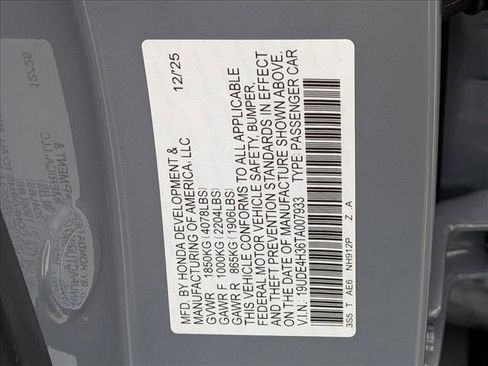 MFD. BY HONDA DEVELOPMENT & 12/25
MANUFACTURING OF AMERICA, LLC
GVWR 1850KG(4078LBS)
GAWR F 1000KG(2204LBS)
GAWR R 865KG(1906LBS)
THIS VEHICLE CONFORMS TO ALL APPLICABLE
FEDERAL MOTOR VEHICLE SAFETY, BUMPER,
AND THEFT PREVENTION STANDARDS IN EFFECT
ON THE DATE OF MANUFACTURE SHOWN ABOVE.
V.I.N.: 19UDE4H36TA007933 TYPE: PASSENGER CAR
3S5 T AE6 NH912P Z A